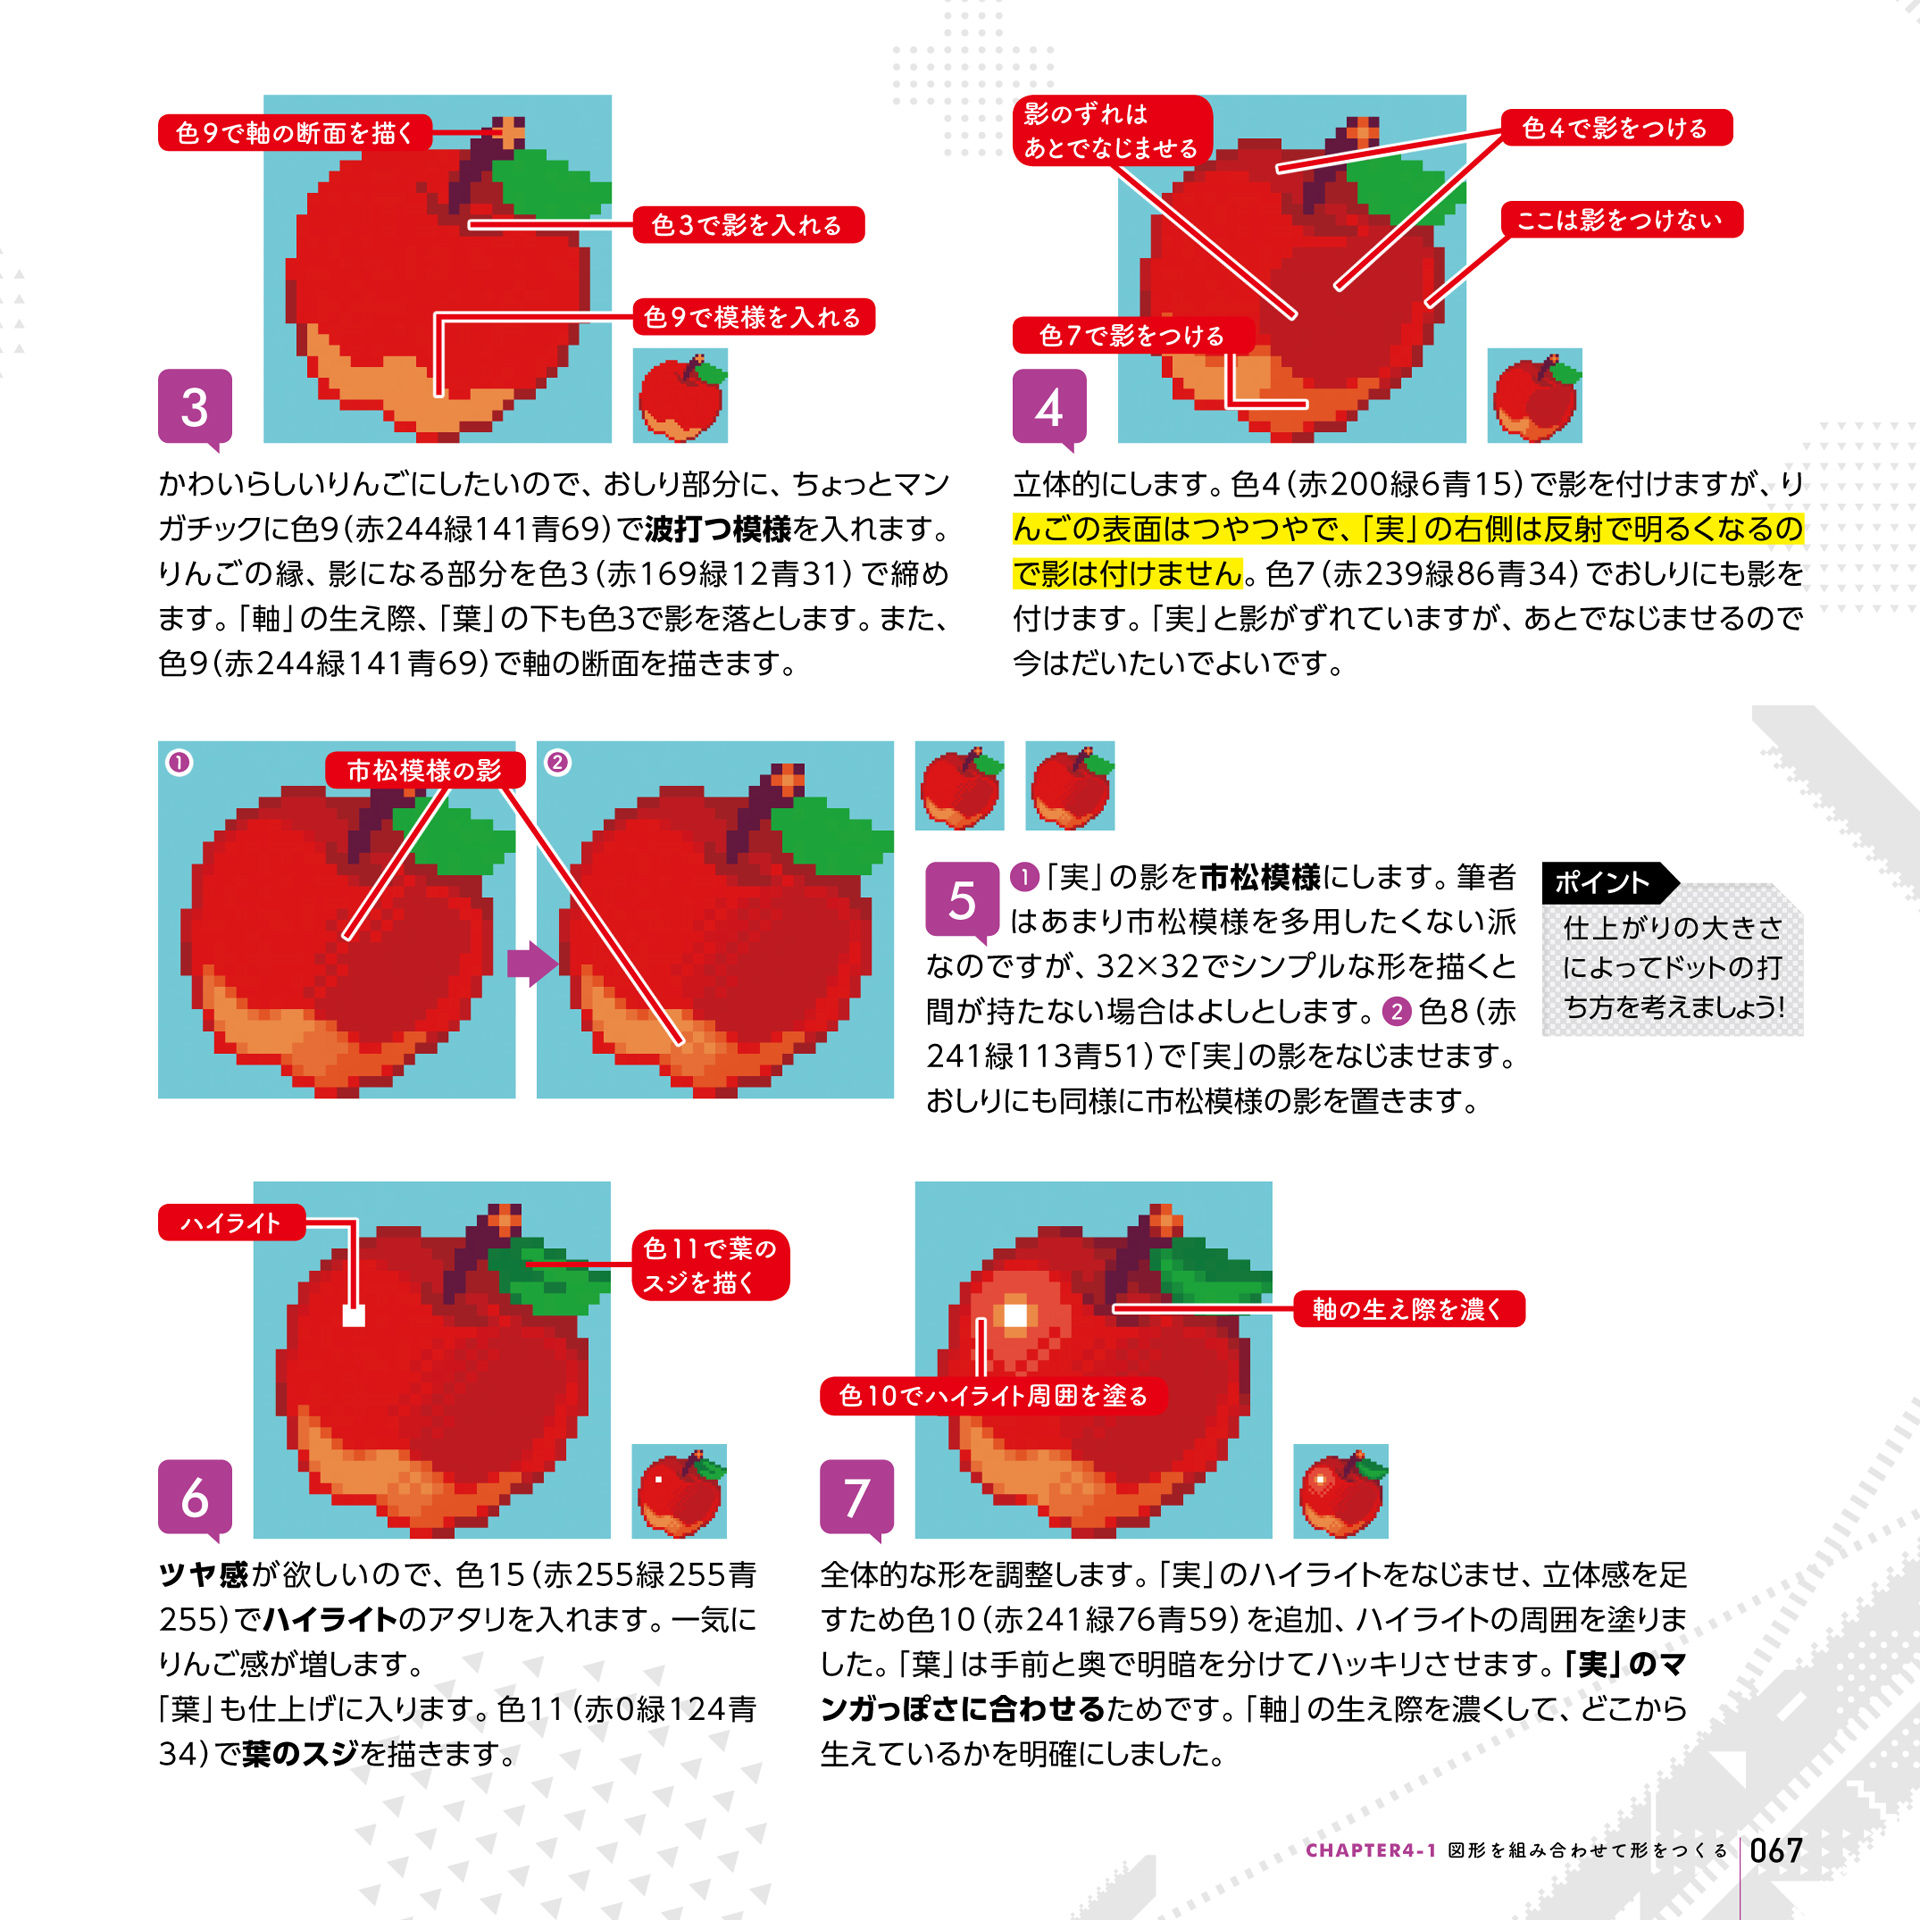 色9で軸の断面を描く
色3で影を入れる
色9で模様を入れる
3
かわいらしいりんごにしたいので、おしり部分に、ちょっとマン
ガチックに色9（赤244緑141青69）で波打つ模様を入れます。
りんごの縁、影になる部分を色3（赤169緑12青31）で締め
ます。「軸」の生え際、「葉」の下も色3で影を落とします。また、
色9（赤244緑141青69）で軸の断面を描きます。
影のずれは
あとでなじませる
色4で影をつける
ここは影をつけない
色7で影をつける
4
立体的にします。色4（赤200緑6青15）で影を付けますが、り
んごの表面はつやつやで、「実」の右側は反射で明るくなるの
で影は付けません。色7（赤239緑86青34）でおしりにも影を
付けます。「実」と影がずれていますが、あとでなじませるので
今はだいたいでよいです。
1
市松模様の影
2
5
1「実」の影を市松模様にします。筆者
はあまり市松模様を多用したくない派
なのですが、32×32でシンプルな形を描くと
間が持たない場合はよしとします。2 色8（赤
241緑113青51）で「実」の影をなじませます。
おしりにも同様に市松模様の影を置きます。
ポイント
仕上がりの大きさ
によってドットの打
ち方を考えましょう!
ハイライト
色11で葉の
スジを描く
6
ツヤ感が欲しいので、色15（赤255緑255青
255）でハイライトのアタリを入れます。一気に
りんご感が増します。
「葉」も仕上げに入ります。色11（赤0緑124青
34）で葉のスジを描きます。
軸の生え際を濃く
色10でハイライト周囲を塗る
7
全体的な形を調整します。「実」のハイライトをなじませ、立体感を足
すため色10（赤241緑76青59）を追加、ハイライトの周囲を塗りま
した。「葉」は手前と奥で明暗を分けてハッキリさせます。「実」のマ
ンガっぽさに合わせるためです。「軸」の生え際を濃くして、どこから
生えているかを明確にしました。
CHAPTER4-1 図形を組み合わせて形をつくる 067